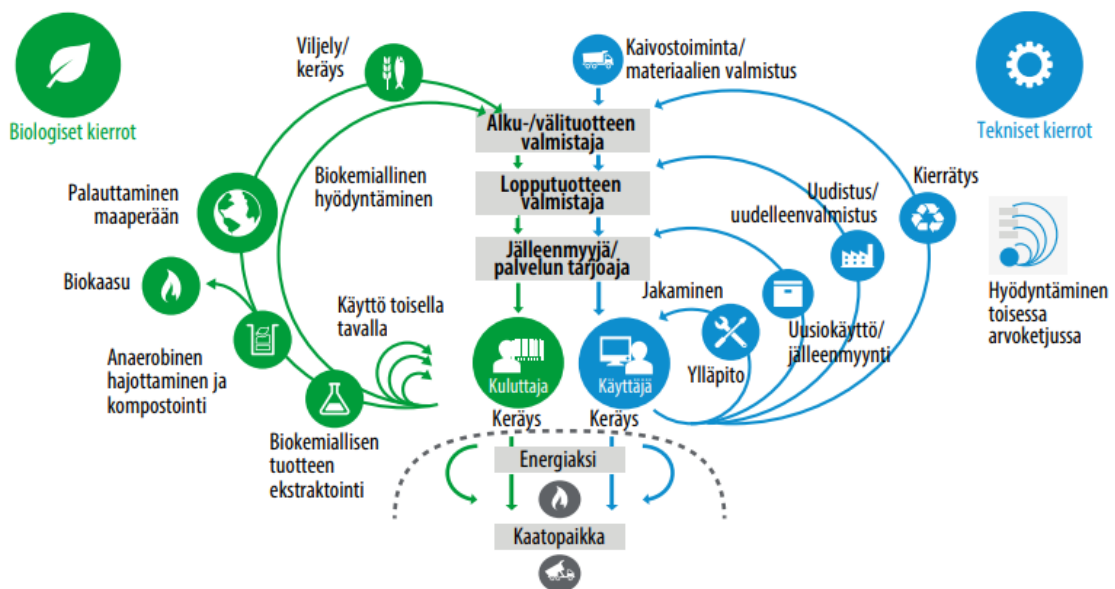 Biologiset kierrot
Viljely/
keräys
Kaivostoiminta/
materiaalien valmistus
Tekniset kierrot
Alku-/välituotteen
valmistaja
Lopputuotteen
valmistaja
Jälleenmyyjä/
palvelun tarjoaja
Palauttaminen
maaperään
Biokemiallinen
hyödyntäminen
Biokaasu
Käyttö toisella
tavalla
Anaerobinen
hajottaminen ja
kompostointi
Biokemiallisen
tuotteen
ekstraktointi
Kuluttaja
Käyttäjä
Keräys
Keräys
Jakaminen
Ylläpito
Uusiokäyttö/
jälleenmyynti
Uudistus/
uudelleenvalmistus
Kierrätys
Hyödyntäminen
toisessa
arvoketjussa
Energiaksi
Kaatopaikka